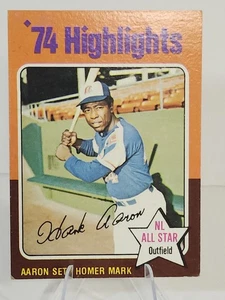 '74 Highlights
Hank Aaron
NL
ALL STAR
Outfield
AARON SETS HOMER MARK